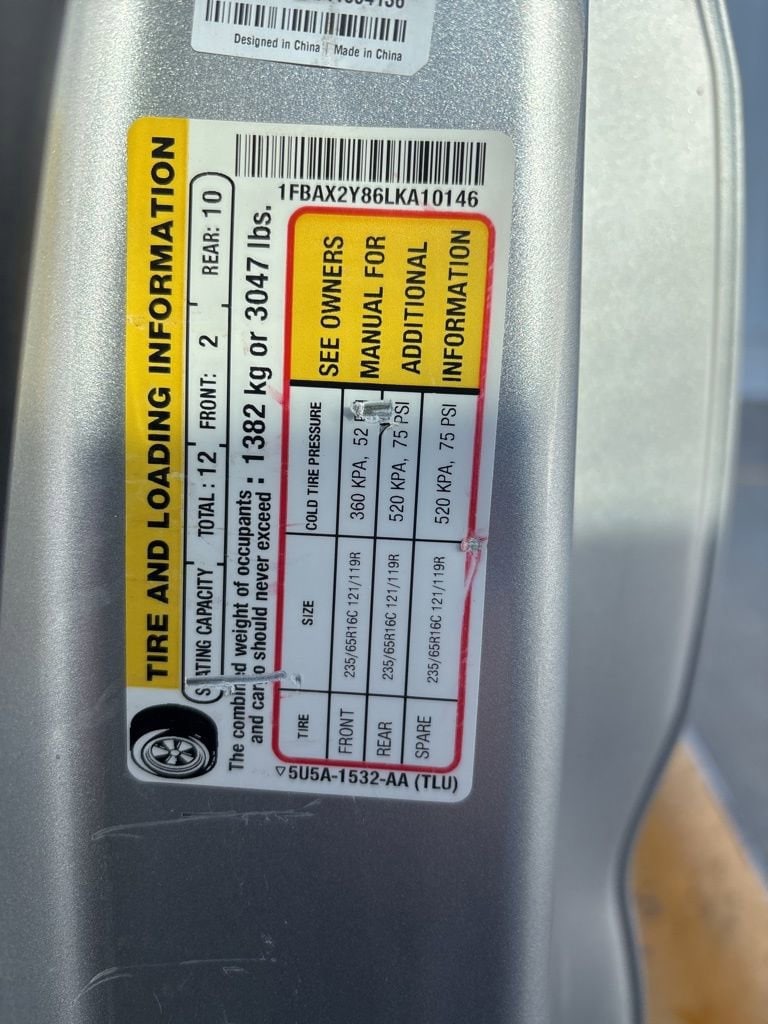 Designed in China | Made in China
TIRE AND LOADING INFORMATION
SEATING CAPACITY TOTAL : 12 FRONT: 2 REAR: 10
The combined weight of occupants
and cargo should never exceed : 1382 kg or 3047 lbs.
1FBAX2Y86LKA10146
TIRE SIZE COLD TIRE PRESSURE
FRONT 235/65R16C 121/119R 360 KPA, 52
REAR 235/65R16C 121/119R 520 KPA, 75 PSI
SPARE 235/65R16C 121/119R 520 KPA, 75 PSI
SEE OWNERS
MANUAL FOR
ADDITIONAL
INFORMATION
5U5A-1532-AA (TLU)